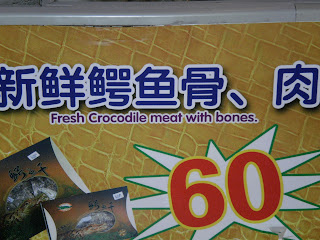 新鲜鳄鱼骨、肉
Fresh Crocodile meat with bones.
60